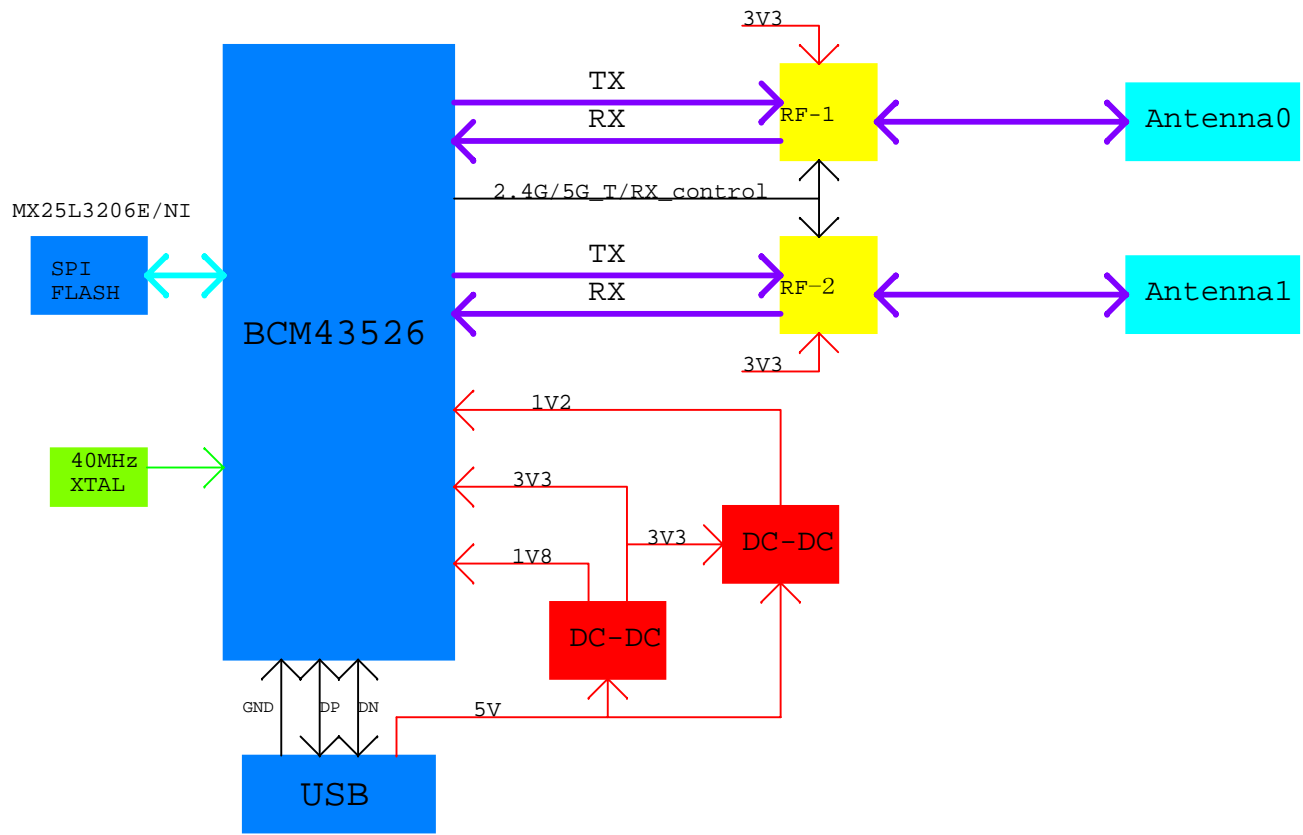 3V3
TX
RF-1
Antenna0
RX
2.4G/5G_T/RX_control
MX25L3206E/NI
SPI
FLASH
TX
RF-2
Antenna1
RX
BCM43526
3V3
1V2
40MHz
XTAL
3V3
3V3
DC-DC
1V8
DC-DC
GND
DP
DN
5V
USB